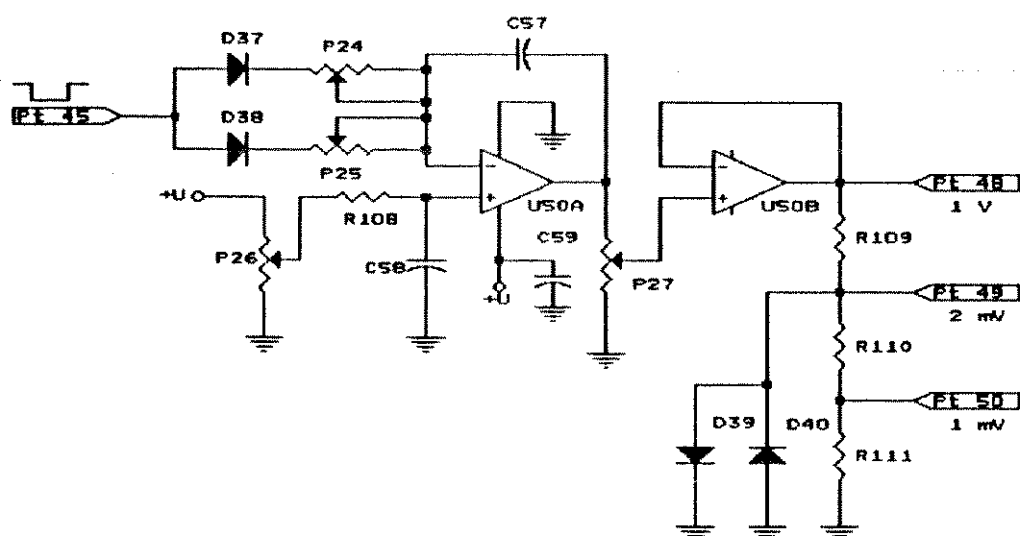 C57
D37
P24
Pt 45
D38
P25
+U
R108
U50A
U50B
Pt 48
1 V
P26
C58
C59
+U
P27
R109
Pt 49
2 mV
R110
Pt 50
1 mV
D39
D40
R111